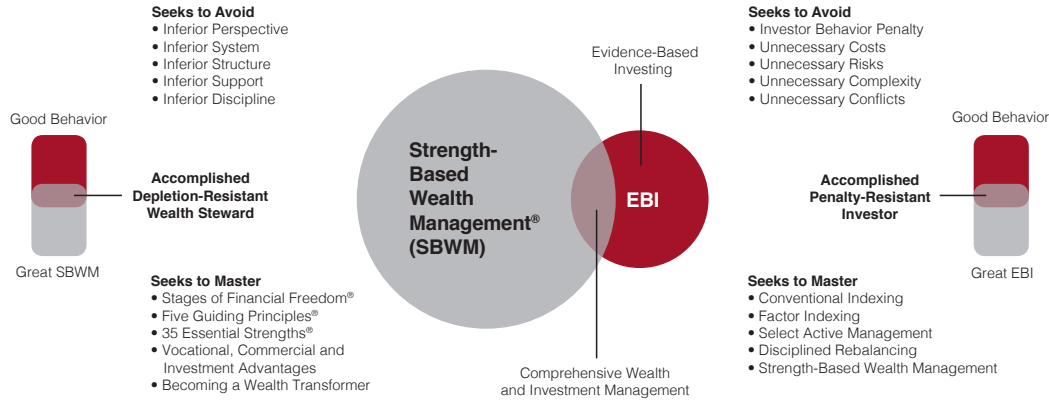 Seeks to Avoid
• Inferior Perspective
• Inferior System
• Inferior Structure
• Inferior Support
• Inferior Discipline
Good Behavior
Accomplished
Depletion-Resistant
Wealth Steward
Great SBWM
Seeks to Master
• Stages of Financial Freedom®
• Five Guiding Principles®
• 35 Essential Strengths®
• Vocational, Commercial and
Investment Advantages
• Becoming a Wealth Transformer
Evidence-Based
Investing
Strength-
Based
Wealth
Management®
(SBWM)
EBI
Comprehensive Wealth
and Investment Management
Seeks to Avoid
• Investor Behavior Penalty
• Unnecessary Costs
• Unnecessary Risks
• Unnecessary Complexity
• Unnecessary Conflicts
Good Behavior
Accomplished
Penalty-Resistant
Investor
Great EBI
Seeks to Master
• Conventional Indexing
• Factor Indexing
• Select Active Management
• Disciplined Rebalancing
• Strength-Based Wealth Management